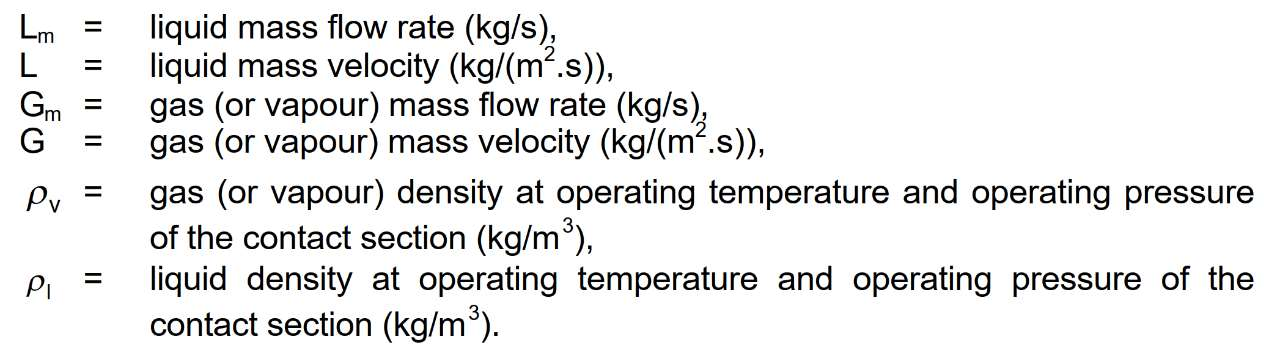 Lₘ = liquid mass flow rate (kg/s),
L = liquid mass velocity (kg/(m².s)),
Gₘ = gas (or vapour) mass flow rate (kg/s),
G = gas (or vapour) mass velocity (kg/(m².s)),
ρᵥ = gas (or vapour) density at operating temperature and operating pressure
of the contact section (kg/m³),
ρₗ = liquid density at operating temperature and operating pressure of the
contact section (kg/m³).